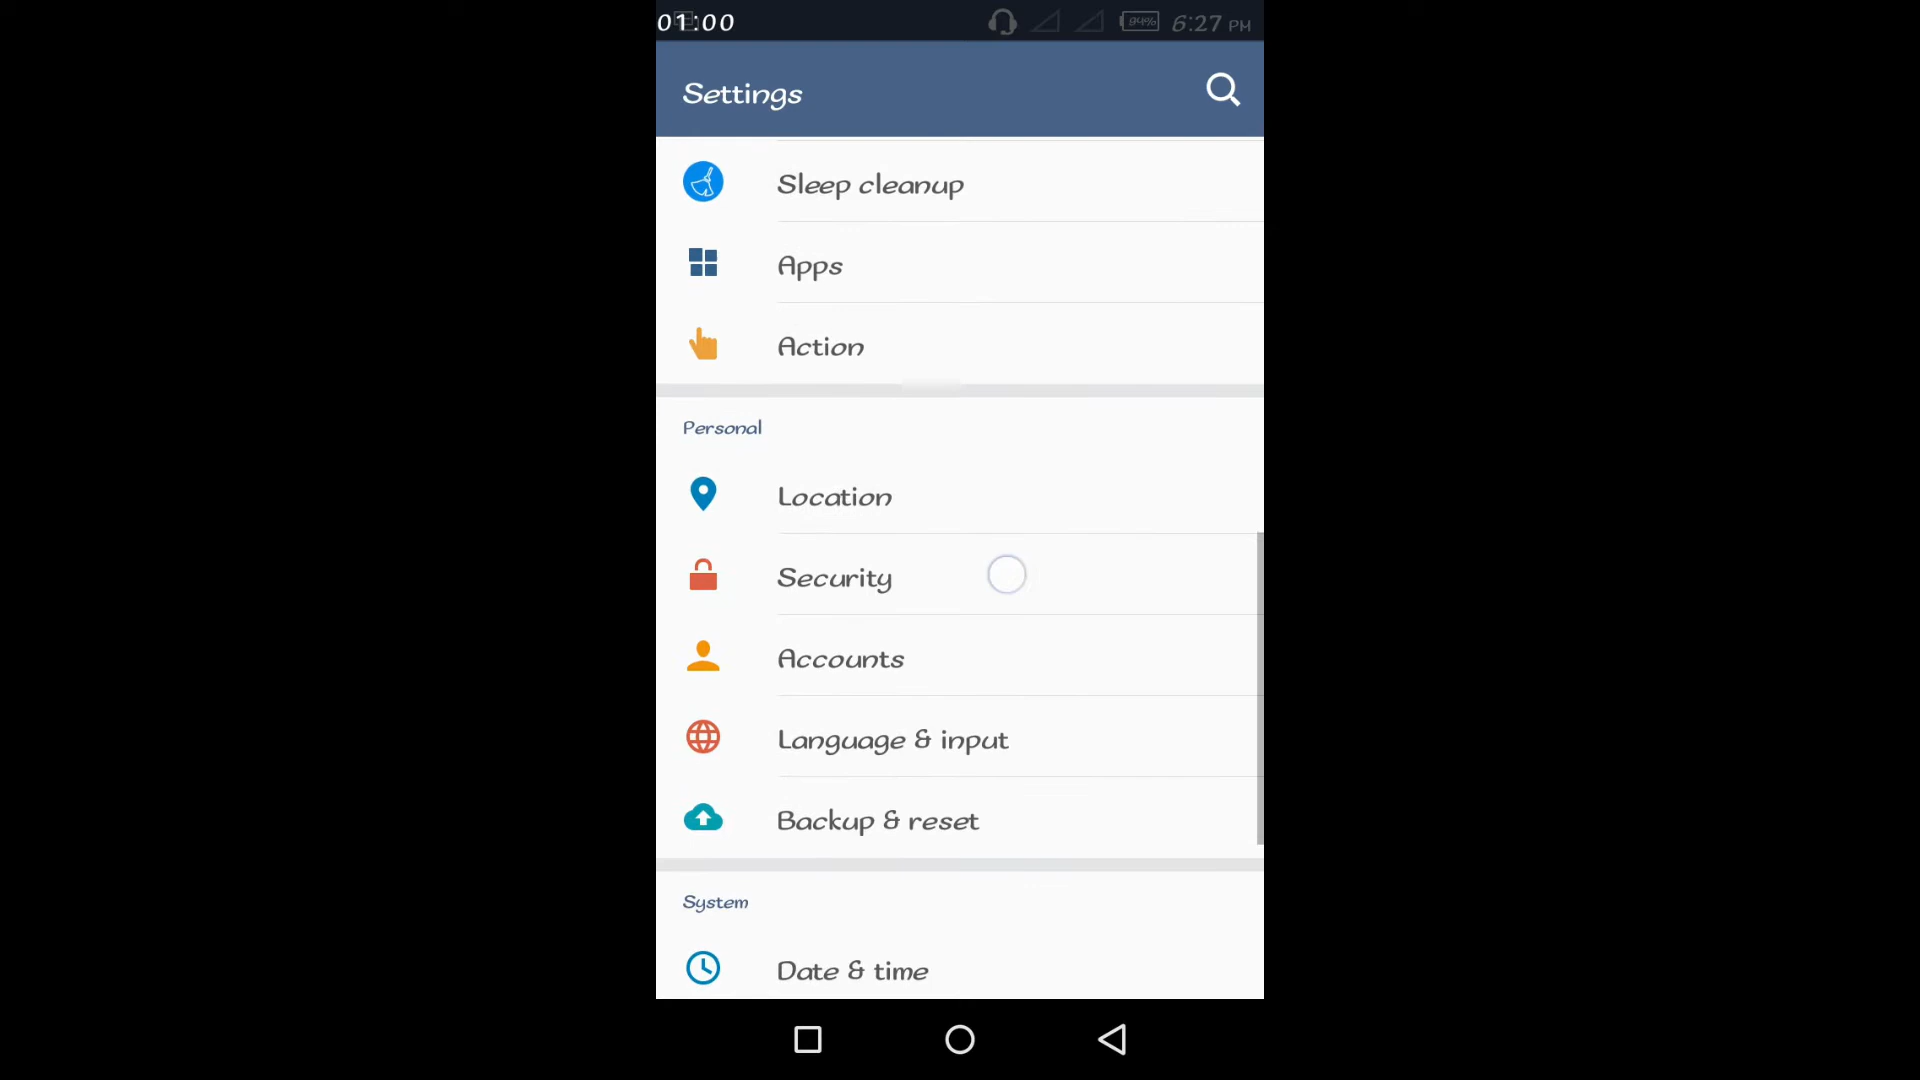 01:00 84% 6:27 PM
Settings
Sleep cleanup
Apps
Action
Personal
Location
Security
Accounts
Language & input
Backup & reset
System
Date & time